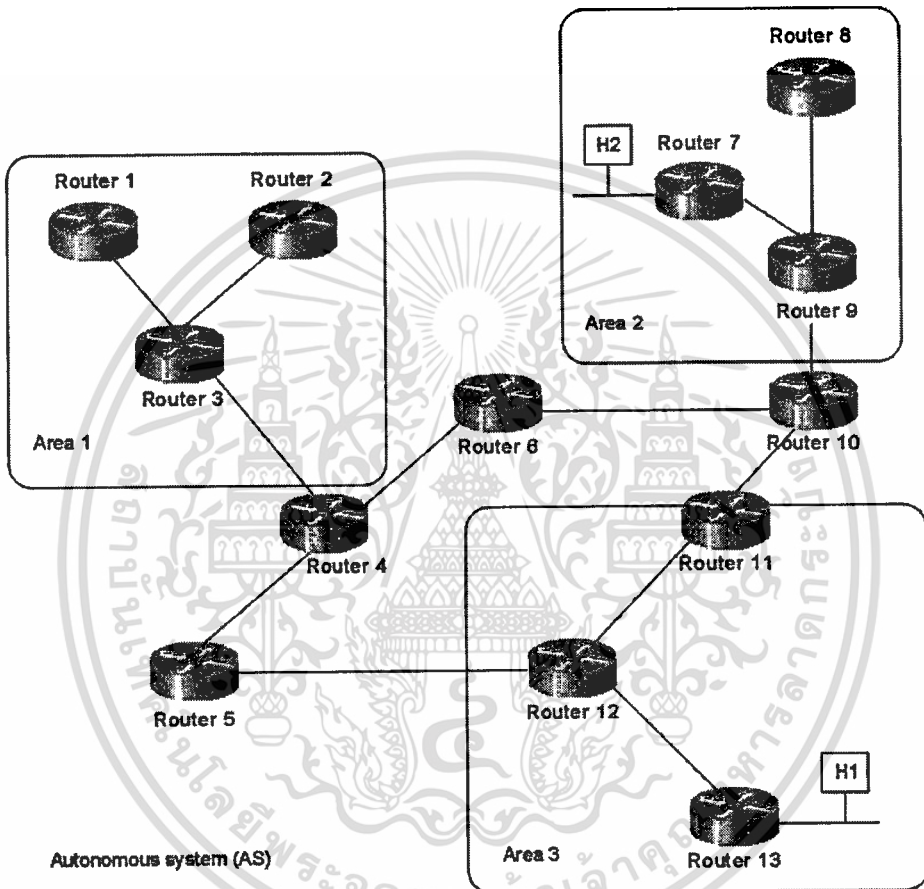 Router 8
H2
Router 7
Router 1
Router 2
Router 9
Area 2
Router 3
Router 6
Router 10
Area 1
Router 4
Router 11
Router 5
Router 12
H1
Autonomous system (AS)
Area 3
Router 13